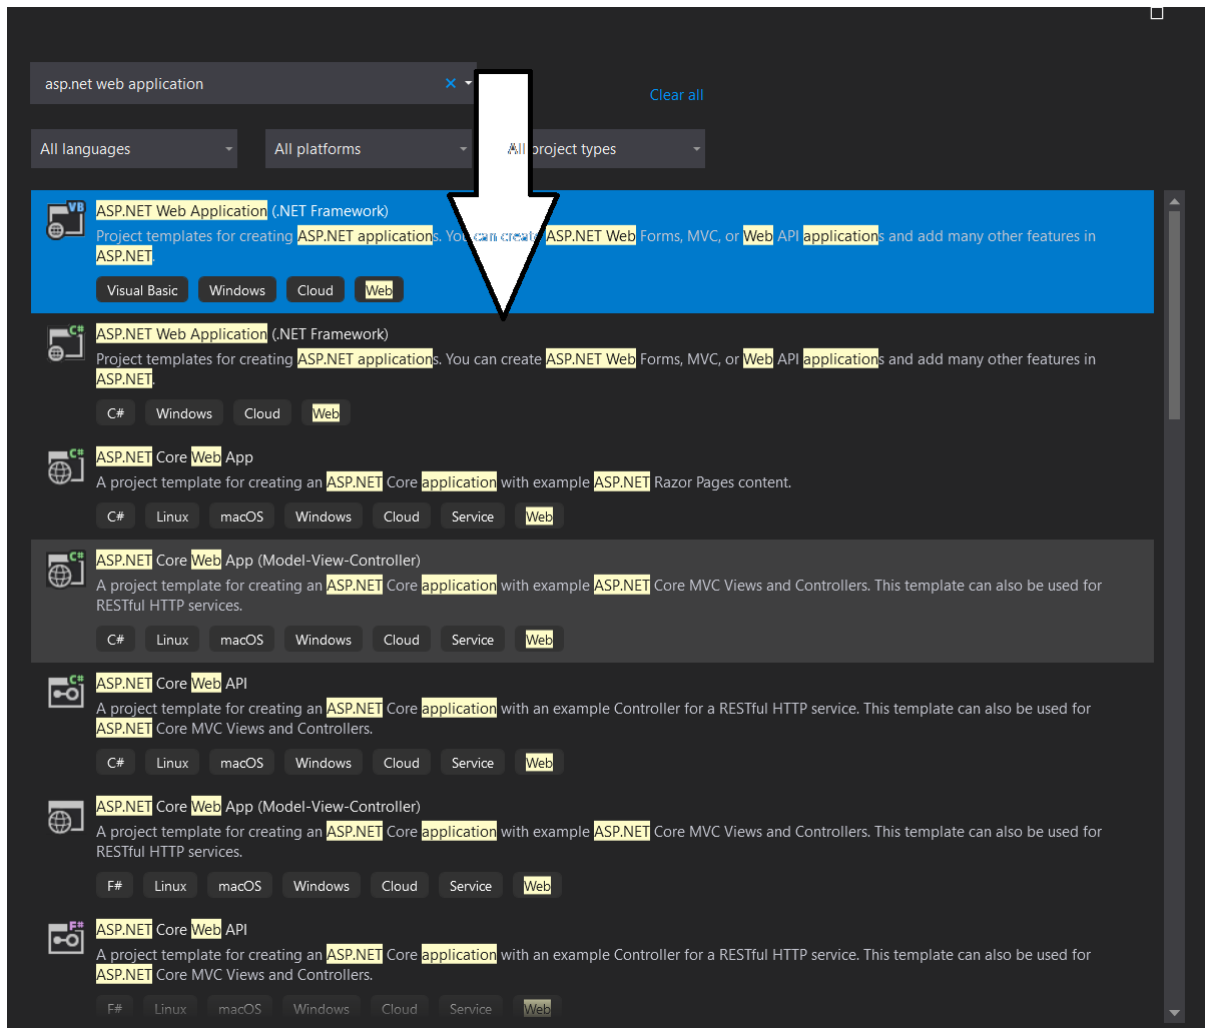 asp.net web application
Clear all
All languages
All platforms
All project types
VB
ASP.NET Web Application (.NET Framework)
Project templates for creating ASP.NET applications. You can create ASP.NET Web Forms, MVC, or Web API applications and add many other features in
ASP.NET.
Visual Basic Windows Cloud Web
C#
ASP.NET Web Application (.NET Framework)
Project templates for creating ASP.NET applications. You can create ASP.NET Web Forms, MVC, or Web API applications and add many other features in
ASP.NET.
C# Windows Cloud Web
C#
ASP.NET Core Web App
A project template for creating an ASP.NET Core application with example ASP.NET Razor Pages content.
C# Linux macOS Windows Cloud Service Web
C#
ASP.NET Core Web App (Model-View-Controller)
A project template for creating an ASP.NET Core application with example ASP.NET Core MVC Views and Controllers. This template can also be used for
RESTful HTTP services.
C# Linux macOS Windows Cloud Service Web
C#
ASP.NET Core Web API
A project template for creating an ASP.NET Core application with an example Controller for a RESTful HTTP service. This template can also be used for
ASP.NET Core MVC Views and Controllers.
C# Linux macOS Windows Cloud Service Web
ASP.NET Core Web App (Model-View-Controller)
A project template for creating an ASP.NET Core application with example ASP.NET Core MVC Views and Controllers. This template can also be used for
RESTful HTTP services.
F# Linux macOS Windows Cloud Service Web
F#
ASP.NET Core Web API
A project template for creating an ASP.NET Core application with an example Controller for a RESTful HTTP service. This template can also be used for
ASP.NET Core MVC Views and Controllers.
F# Linux macOS Windows Cloud Service Web